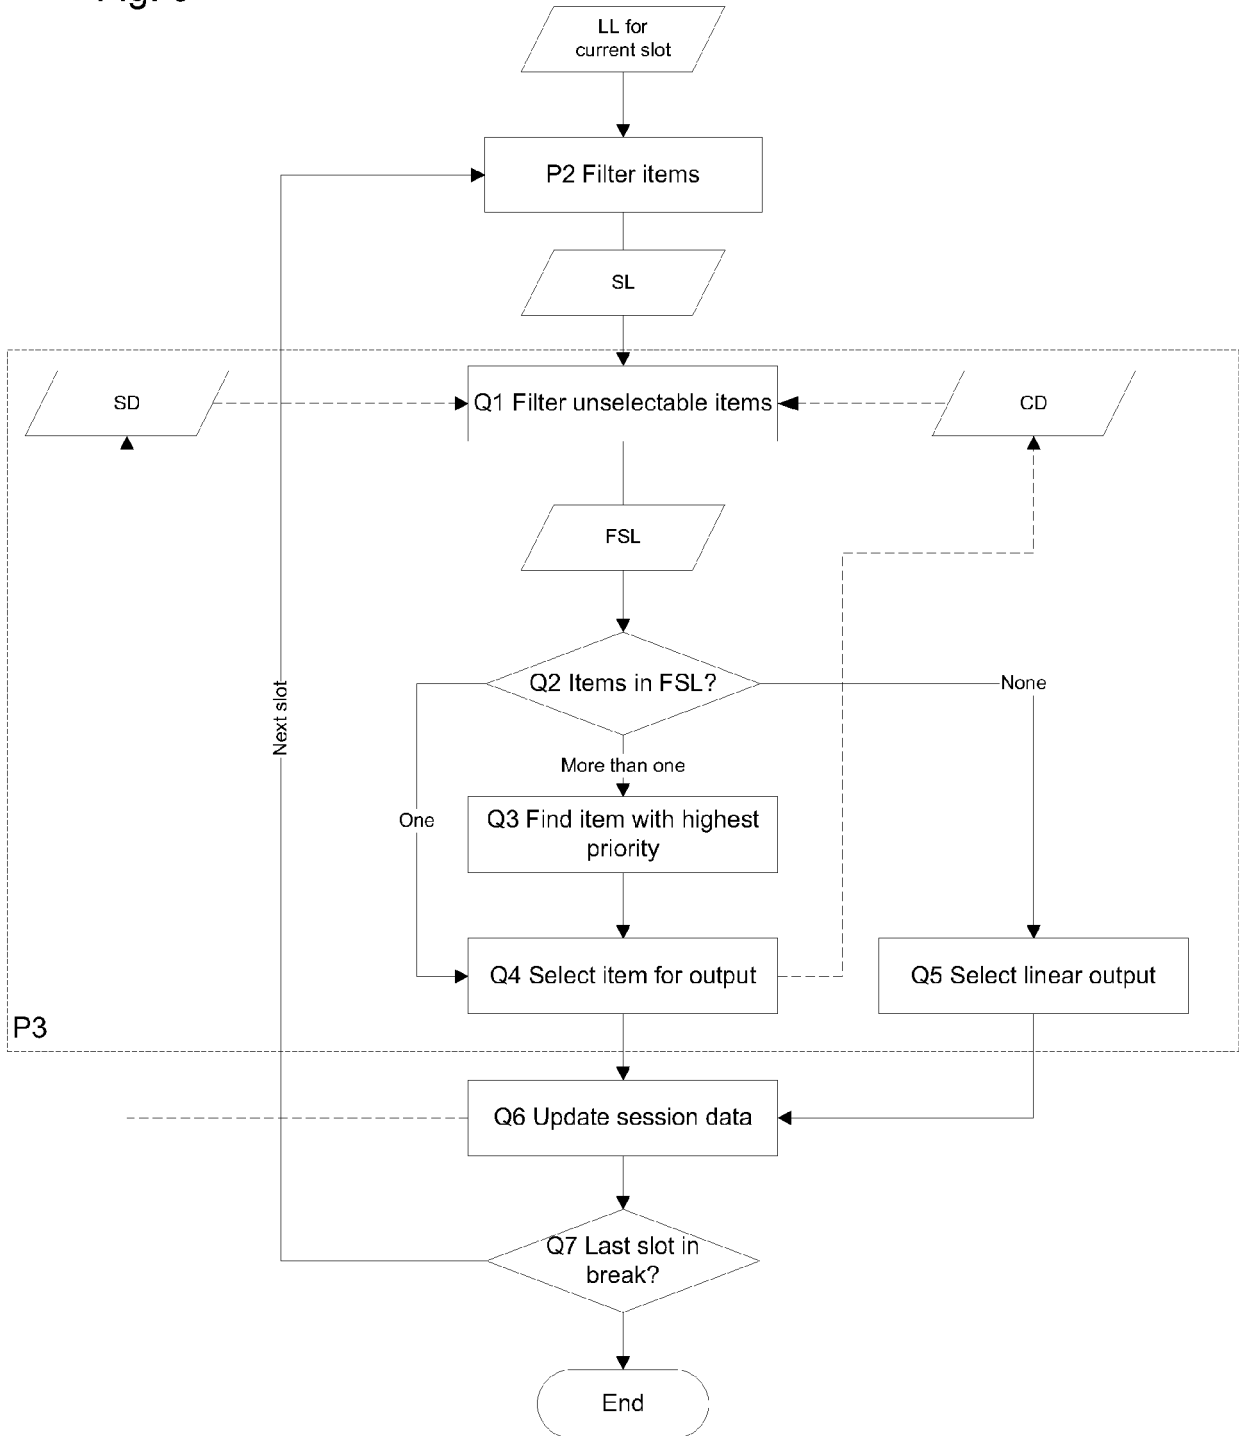 LL for
current slot
P2 Filter items
SL
SD
Q1 Filter unselectable items
CD
FSL
Q2 Items in FSL?
None
Next slot
More than one
One
Q3 Find item with highest
priority
Q4 Select item for output
Q5 Select linear output
P3
Q6 Update session data
Q7 Last slot in
break?
End